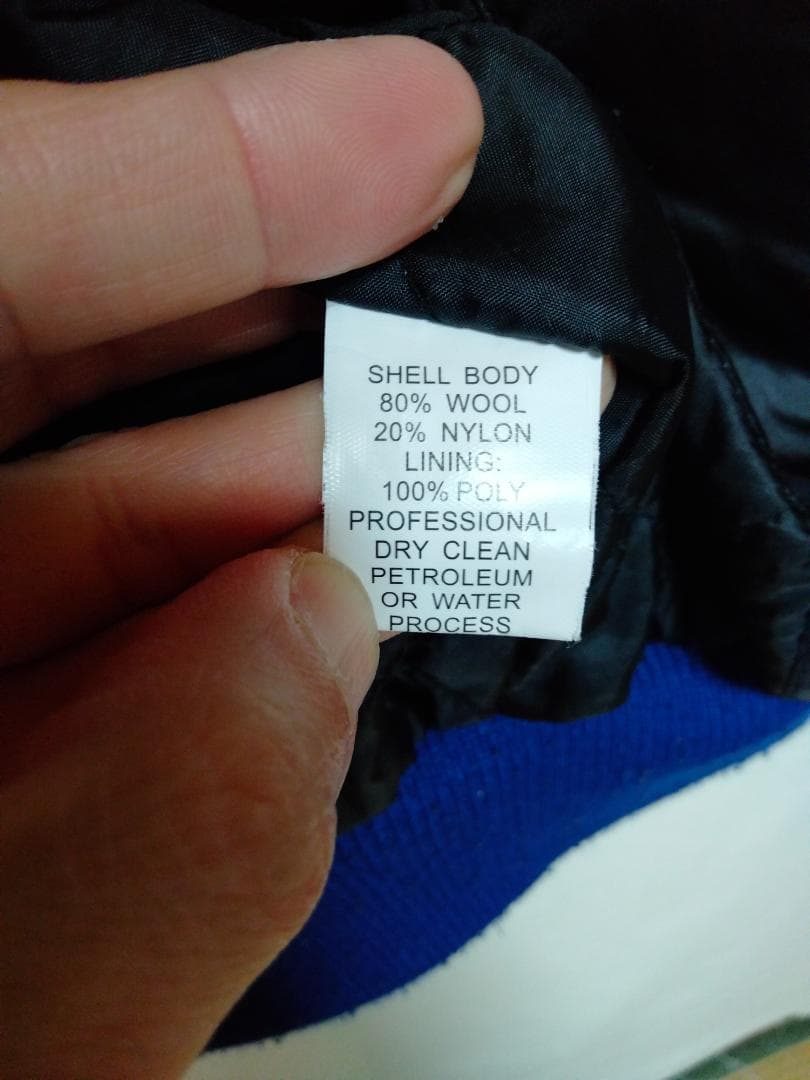 SHELL BODY
80% WOOL
20% NYLON
LINING:
100% POLY
PROFESSIONAL
DRY CLEAN
PETROLEUM
OR WATER
PROCESS